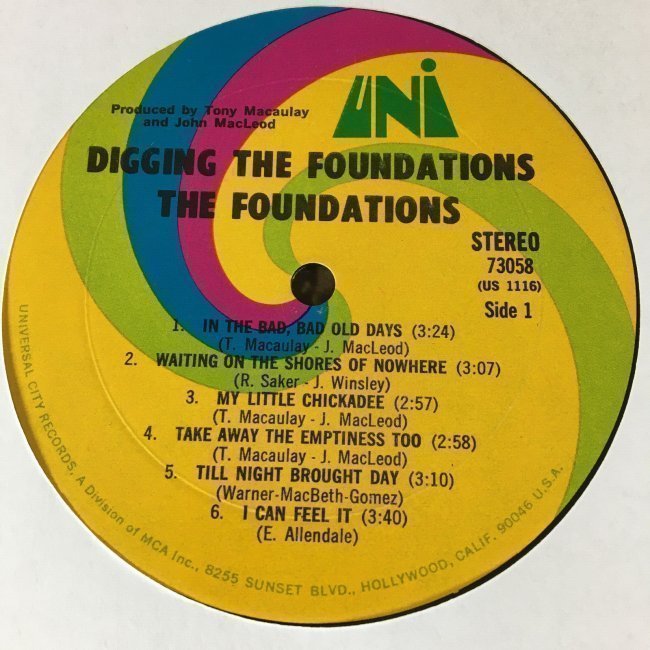 UNi
Produced by Tony Macaulay
and John MacLeod
DIGGING THE FOUNDATIONS
THE FOUNDATIONS
STEREO
73058
(US 1116)
Side 1
1. IN THE BAD, BAD OLD DAYS (3:24)
(T. Macaulay - J. MacLeod)
2. WAITING ON THE SHORES OF NOWHERE (3:07)
(R. Saker - J. Winsley)
3. MY LITTLE CHICKADEE (2:57)
(T. Macaulay - J. MacLeod)
4. TAKE AWAY THE EMPTINESS TOO (2:58)
(T. Macaulay - J. MacLeod)
5. TILL NIGHT BROUGHT DAY (3:10)
(Warner-MacBeth-Gomez)
6. I CAN FEEL IT (3:40)
(E. Allendale)
UNIVERSAL CITY RECORDS, A Division of MCA Inc., 8255 SUNSET BLVD., HOLLYWOOD, CALIF. 90046 U.S.A.